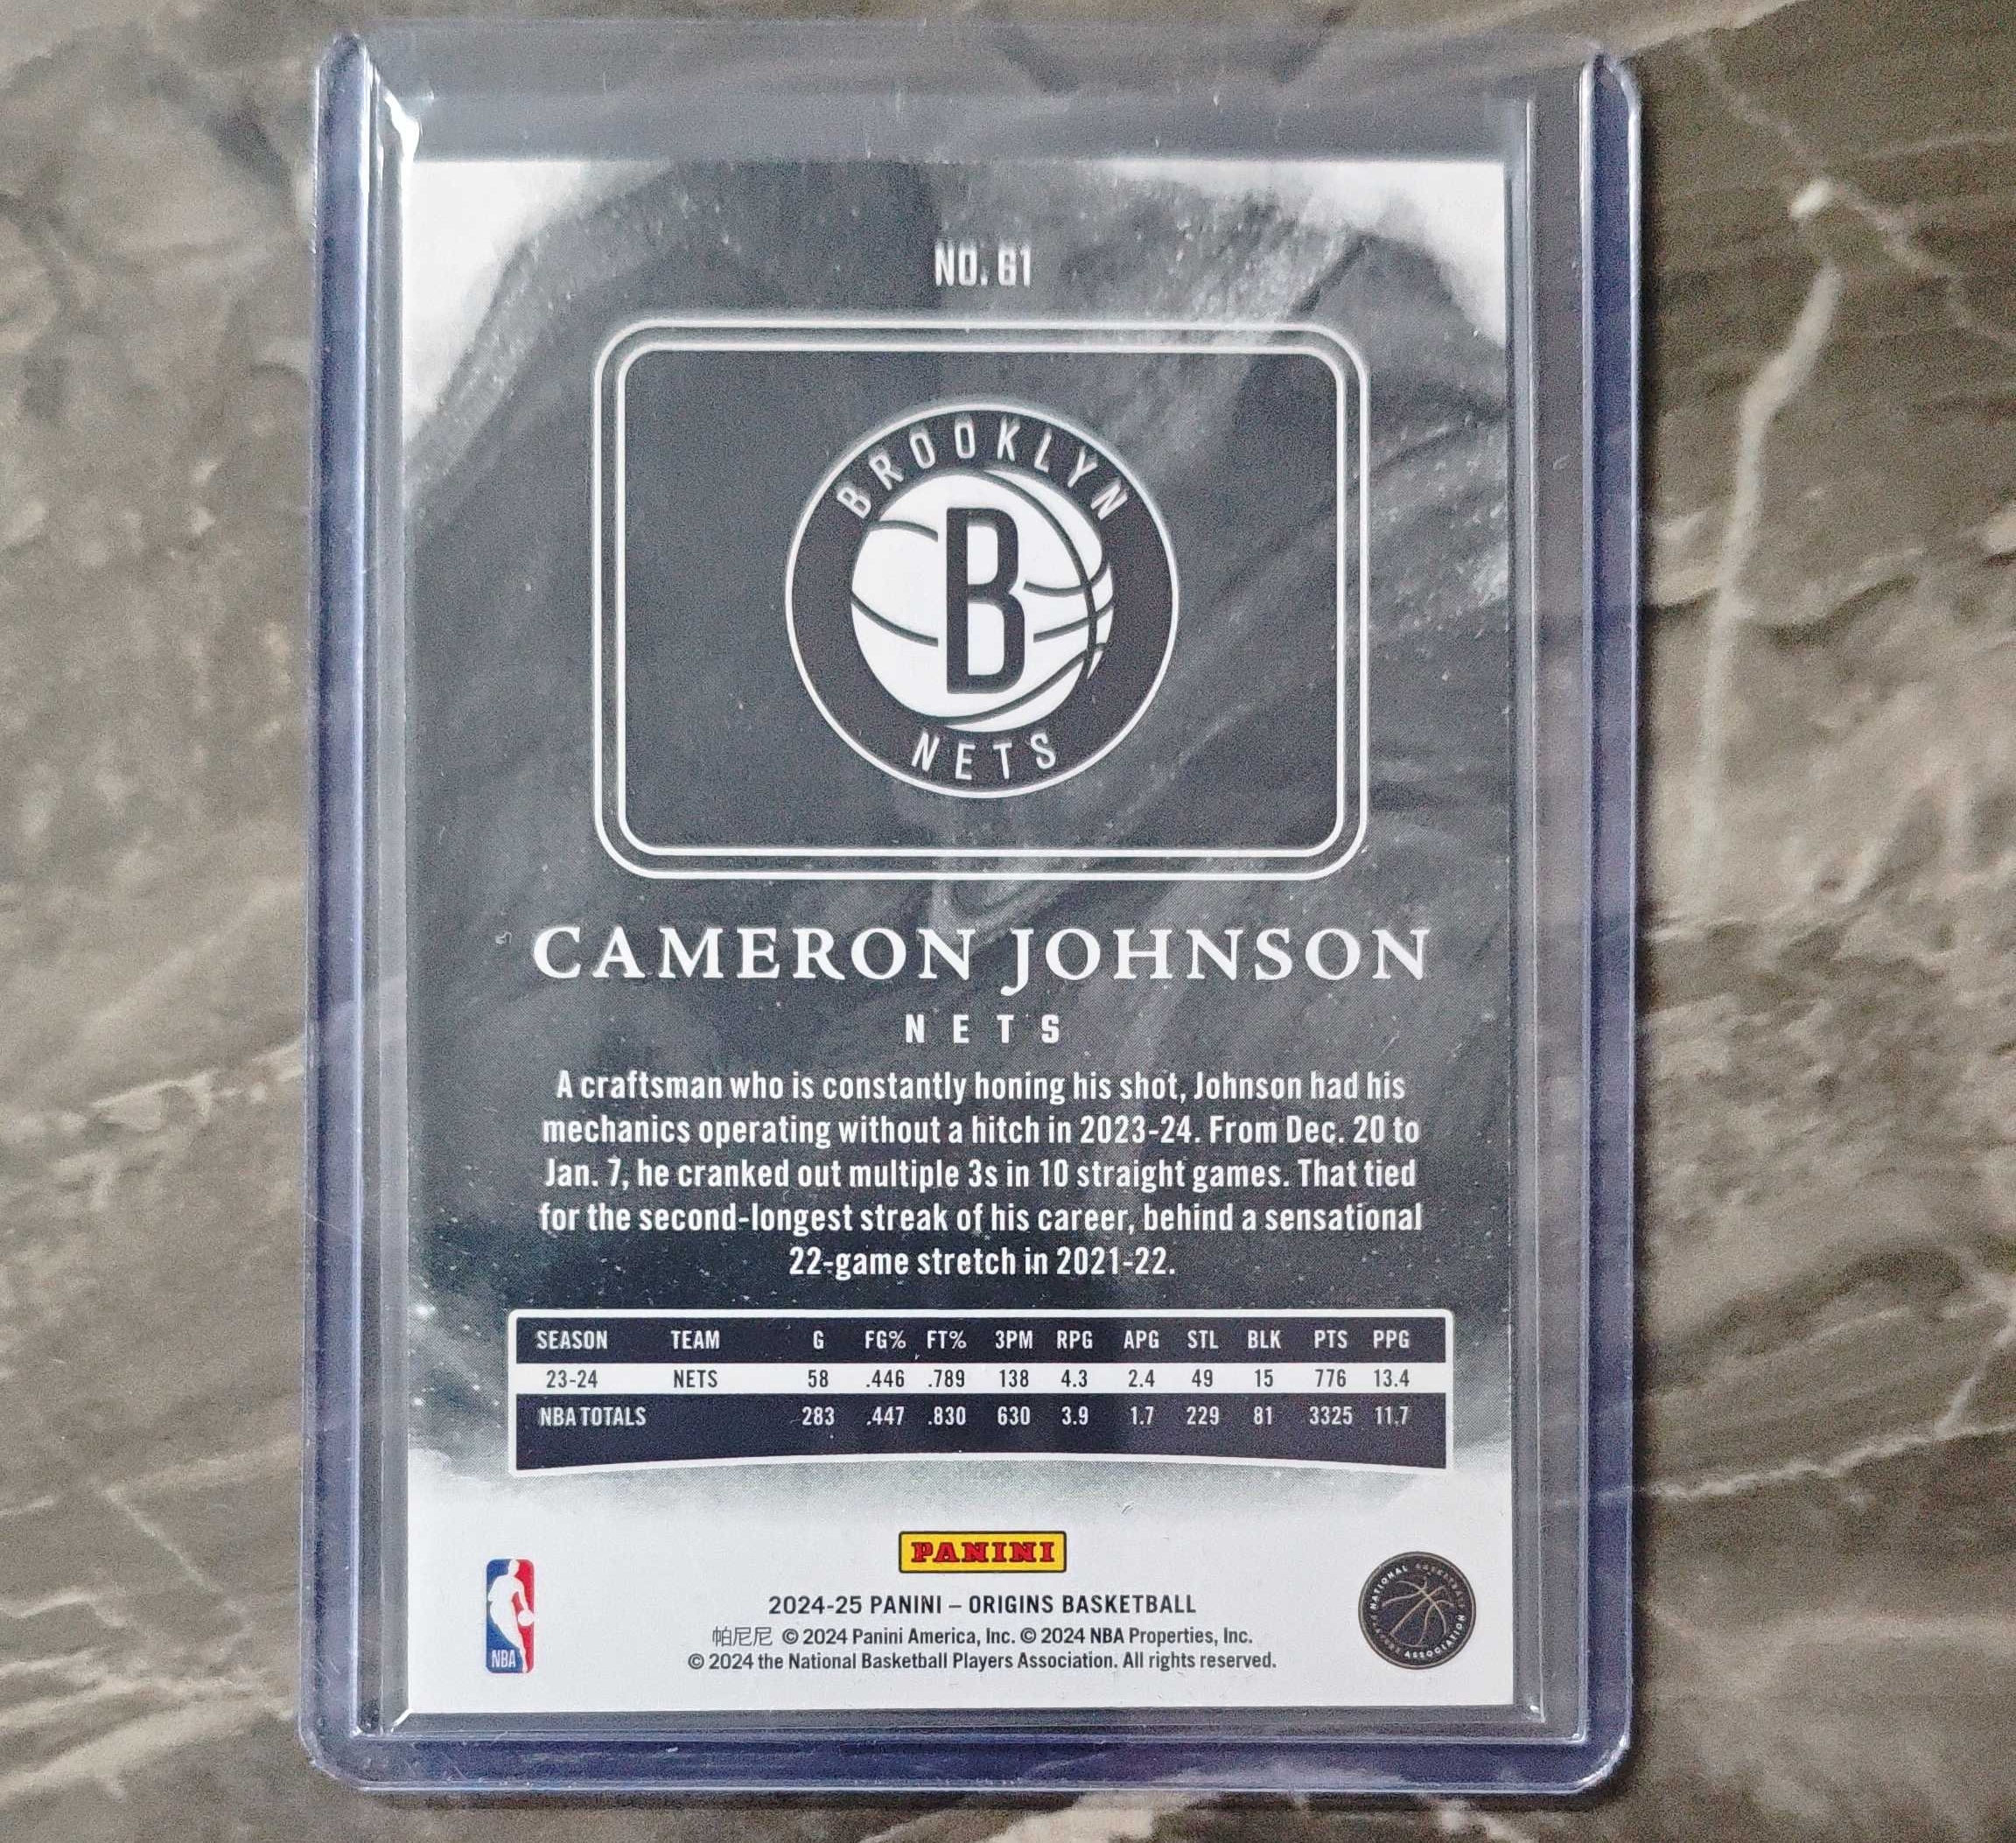 NO. 61
BROOKLYN
B
NETS
CAMERON JOHNSON
NETS
A craftsman who is constantly honing his shot, Johnson had his
mechanics operating without a hitch in 2023-24. From Dec. 20 to
Jan. 7, he cranked out multiple 3s in 10 straight games. That tied
for the second-longest streak of his career, behind a sensational
22-game stretch in 2021-22.
SEASON TEAM G FG% FT% 3PM RPG APG STL BLK PTS PPG
23-24 NETS 58 .446 .789 138 4.3 2.4 49 15 776 13.4
NBA TOTALS 283 .447 .830 630 3.9 1.7 229 81 3325 11.7
PANINI
2024-25 PANINI – ORIGINS BASKETBALL
帕尼尼 © 2024 Panini America, Inc. © 2024 NBA Properties, Inc.
© 2024 the National Basketball Players Association. All rights reserved.
NBA
NATIONAL BASKETBALL
PLAYERS ASSOCIATION